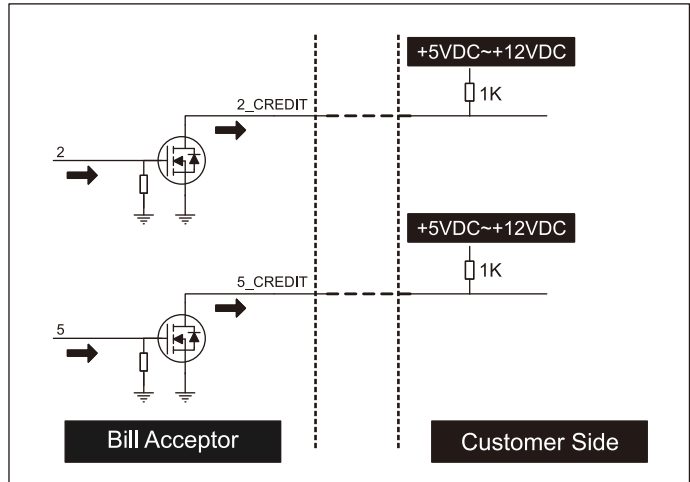 +5VDC~+12VDC
1K
2_CREDIT
2
+5VDC~+12VDC
1K
5_CREDIT
5
Bill Acceptor
Customer Side